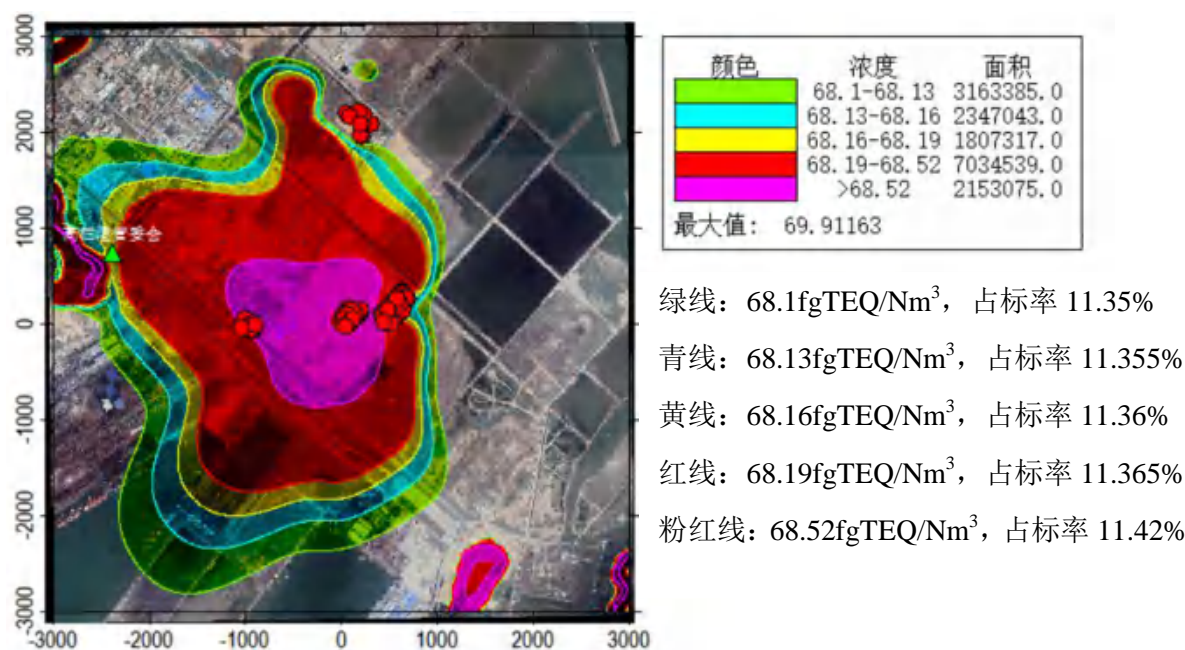 3000
2000
1000
0
-1000
-2000
-3000
-3000 -2000 -1000 0 1000 2000 3000
管委会
颜色 浓度 面积
68.1-68.13 3163385.0
68.13-68.16 2347043.0
68.16-68.19 1807317.0
68.19-68.52 7034539.0
>68.52 2153075.0
最大值: 69.91163
绿线：68.1fgTEQ/Nm³，占标率 11.35%
青线：68.13fgTEQ/Nm³，占标率 11.355%
黄线：68.16fgTEQ/Nm³，占标率 11.36%
红线：68.19fgTEQ/Nm³，占标率 11.365%
粉红线：68.52fgTEQ/Nm³，占标率 11.42%